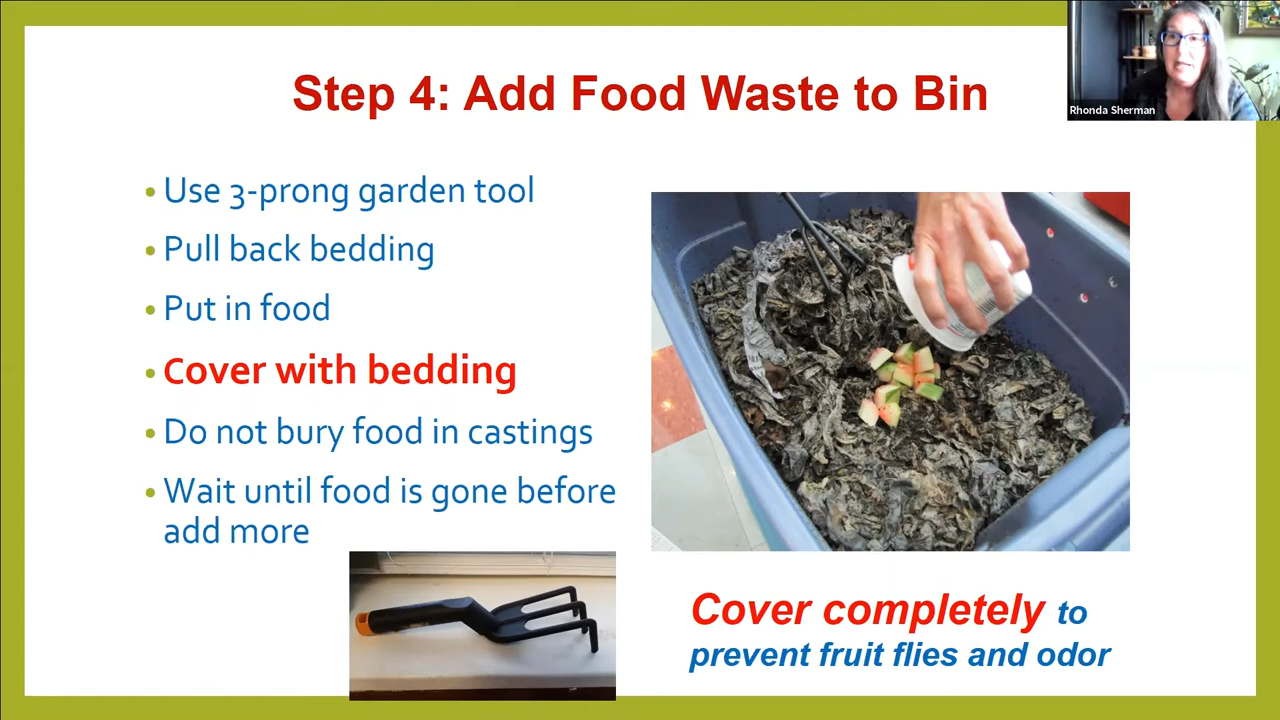 Step 4: Add Food Waste to Bin
Rhonda Sherman
• Use 3-prong garden tool
• Pull back bedding
• Put in food
• Cover with bedding
• Do not bury food in castings
• Wait until food is gone before
add more
Cover completely to
prevent fruit flies and odor